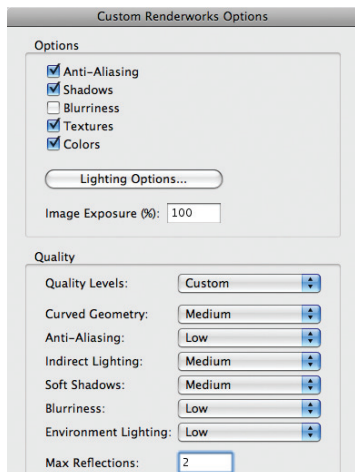 Custom Renderworks Options
Options
Anti-Aliasing
Shadows
Blurriness
Textures
Colors
Lighting Options...
Image Exposure (%): 100
Quality
Quality Levels: Custom
Curved Geometry: Medium
Anti-Aliasing: Low
Indirect Lighting: Medium
Soft Shadows: Medium
Blurriness: Low
Environment Lighting: Low
Max Reflections: 2